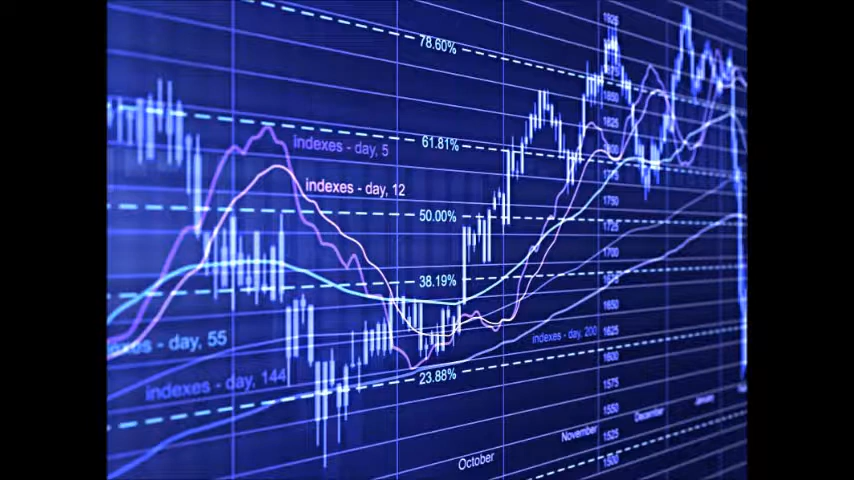 78.60%
61.81%
indexes - day, 5
indexes - day, 12
50.00%
38.19%
indexes - day, 200
exes - day, 55
indexes - day, 144
23.88%
1925
1850
1825
1750
1725
1700
1675
1650
1625
1600
1575
1550
1525
1500
October
November
December
January